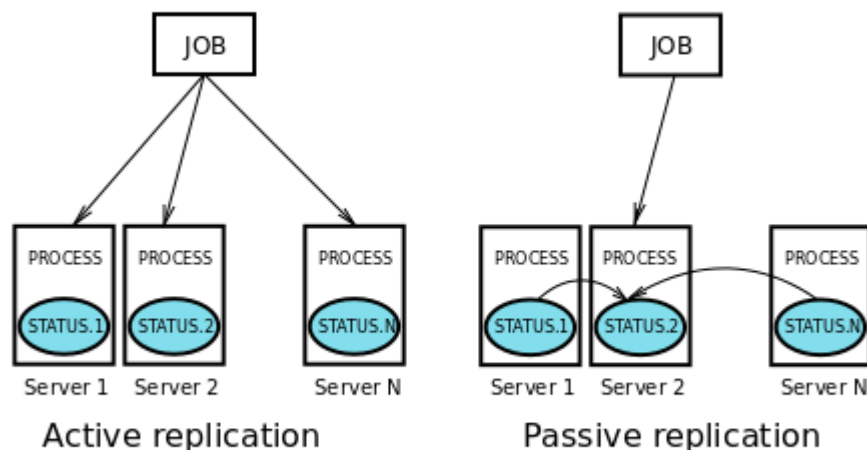 JOB
PROCESS PROCESS PROCESS
STATUS.1 STATUS.2 STATUS.N
Server 1 Server 2 Server N
Active replication
JOB
PROCESS PROCESS PROCESS
STATUS.1 STATUS.2 STATUS.N
Server 1 Server 2 Server N
Passive replication